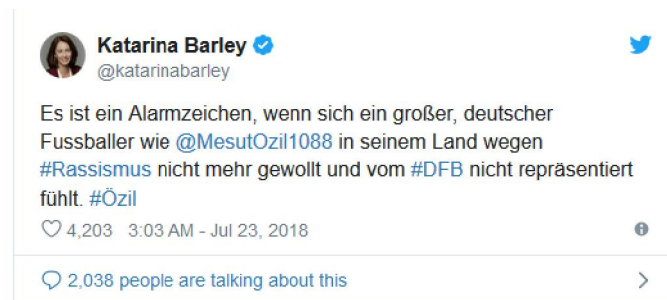 Katarina Barley
@katarinabarley
Es ist ein Alarmzeichen, wenn sich ein großer, deutscher
Fussballer wie @MesutOzil1088 in seinem Land wegen
#Rassismus nicht mehr gewollt und vom #DFB nicht repräsentiert
fühlt. #Özil
4,203 3:03 AM - Jul 23, 2018
2,038 people are talking about this